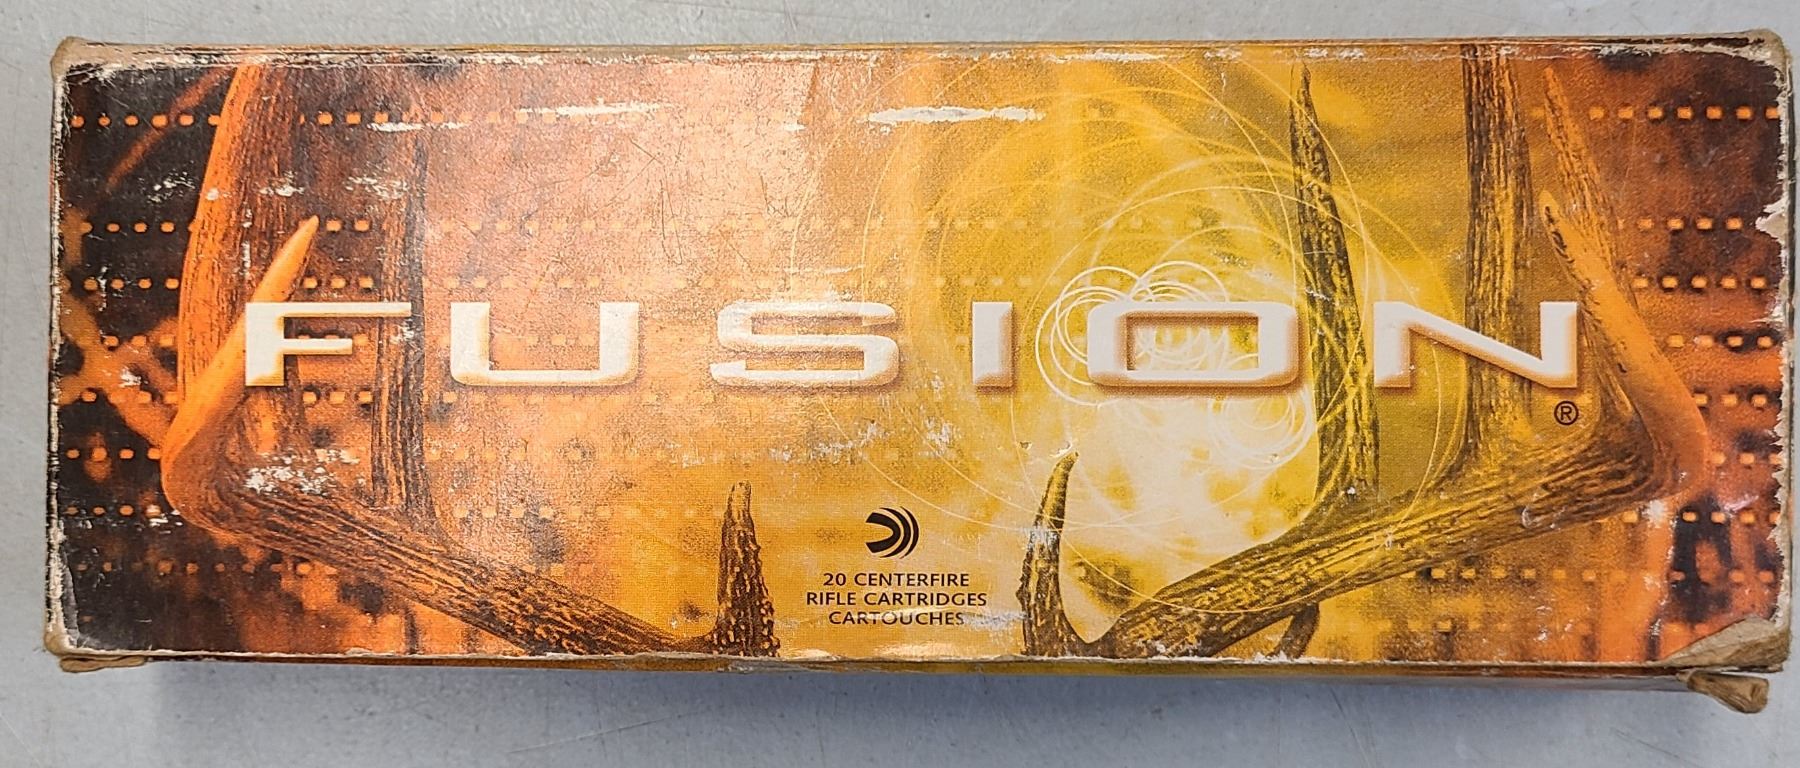 FUSION®
20 CENTERFIRE
RIFLE CARTRIDGES
CARTOUCHES